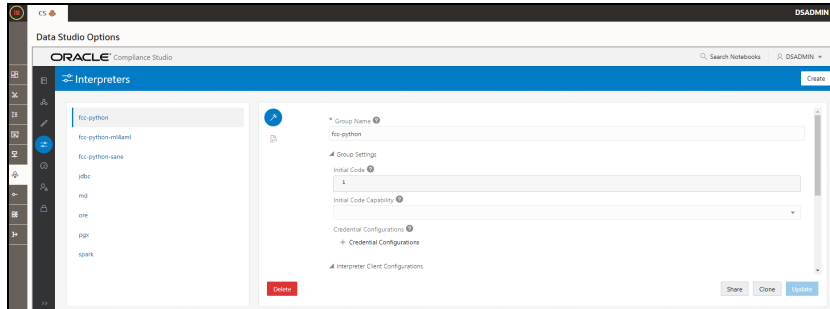 CS
DSADMIN
Data Studio Options
ORACLE Compliance Studio
Search Notebooks
DSADMIN
Interpreters
Create
fcc-python
fcc-python-ml4aml
fcc-python-sane
jdbc
md
ore
pgx
spark
* Group Name
fcc-python
Group Settings
Initial Code
1
Initial Code Capability
Credential Configurations
+ Credential Configurations
Interpreter Client Configurations
Delete
Share
Clone
Update